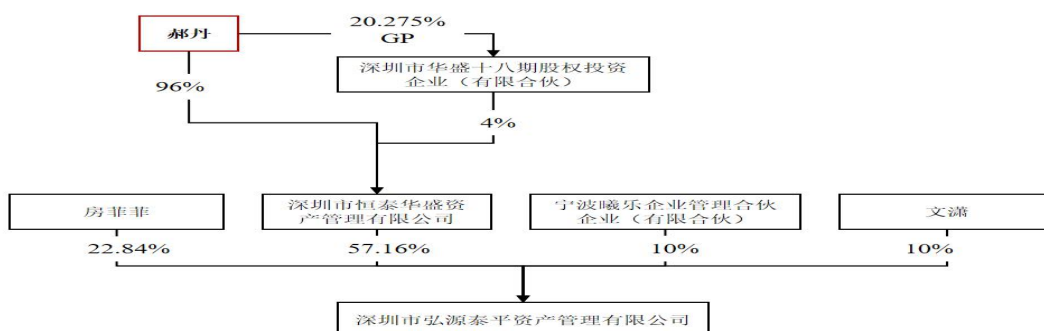 郝丹
20.275%
GP
深圳市华盛十八期股权投资
企业（有限合伙）
96%
4%
房菲菲
深圳市恒泰华盛资
产管理有限公司
宁波曦乐企业管理合伙
企业（有限合伙）
文潇
22.84%
57.16%
10%
10%
深圳市弘源泰平资产管理有限公司